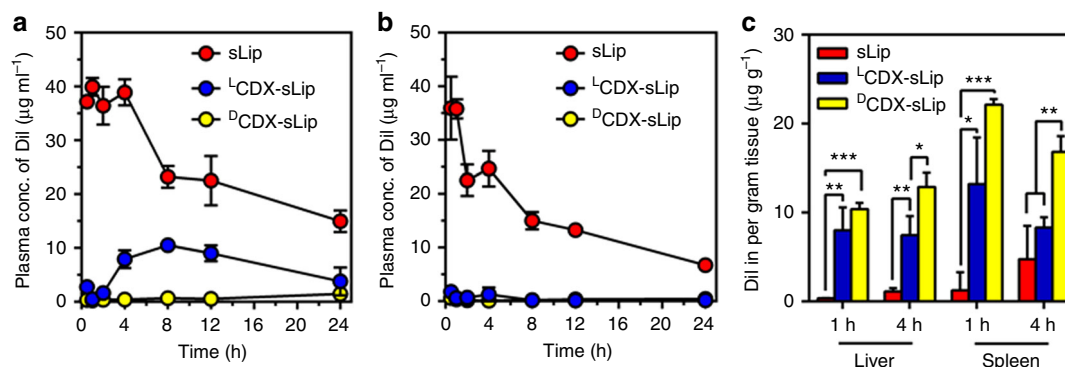 a
50
40
30
20
10
0
Plasma conc. of Dil (µg ml⁻¹)
sLip
ᴸCDX-sLip
ᴰCDX-sLip
0 4 8 12 16 20 24
Time (h)
b
50
40
30
20
10
0
Plasma conc. of Dil (µg ml⁻¹)
sLip
ᴸCDX-sLip
ᴰCDX-sLip
0 4 8 12 16 20 24
Time (h)
c
30
20
10
0
Dil in per gram tissue (µg g⁻¹)
sLip
ᴸCDX-sLip
ᴰCDX-sLip
***
**
*
**
***
*
**
1 h 4 h 1 h 4 h
Liver Spleen